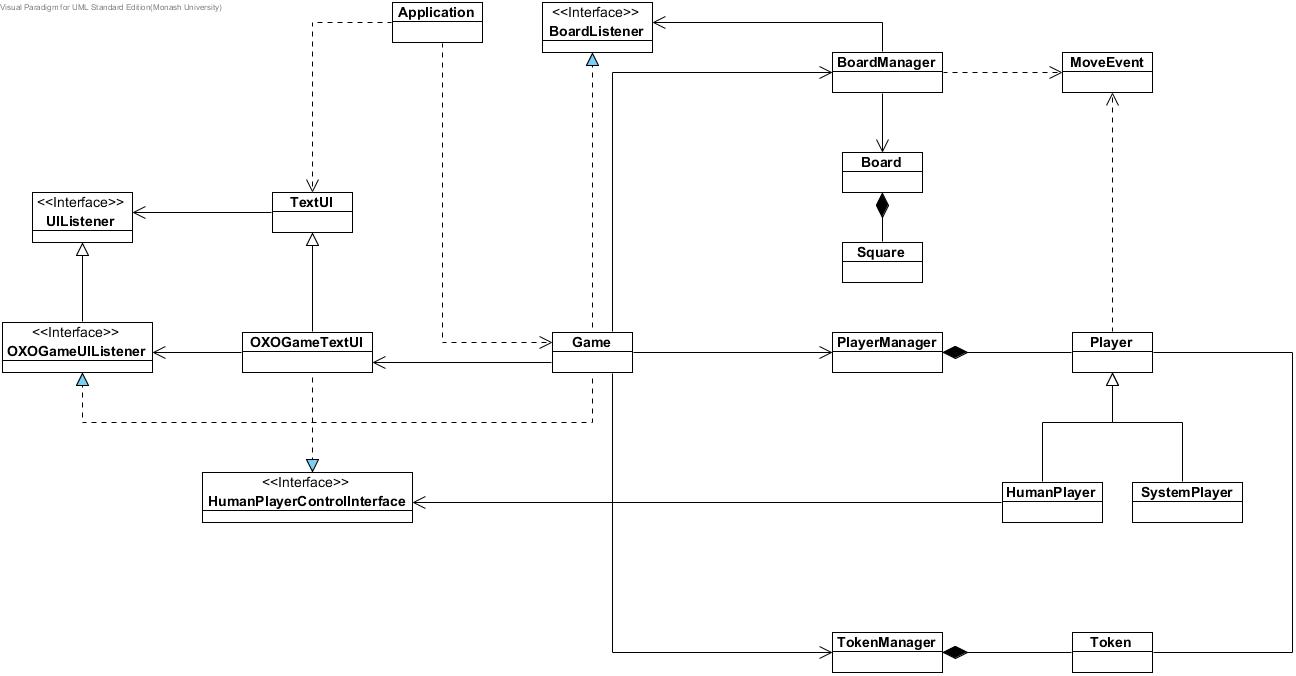 Visual Paradigm for UML Standard Edition(Monash University)
Application
<<Interface>>
BoardListener
BoardManager
MoveEvent
Board
<<Interface>>
UIListener
TextUI
Square
<<Interface>>
OXOGameUIListener
OXOGameTextUI
Game
PlayerManager
Player
<<Interface>>
HumanPlayerControlInterface
HumanPlayer
SystemPlayer
TokenManager
Token